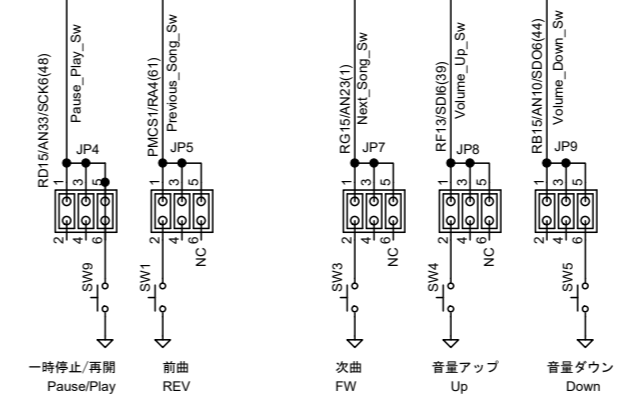 RD15/AN33/SCK6(48)
Pause_Play_Sw
JP4
1 3 5
2 4 6
SW9
一時停止/再開
Pause/Play
PMCS1/RA4(61)
Previous_Song_Sw
JP5
1 3 5
2 4 6
NC
SW1
前曲
REV
RG15/AN23(1)
Next_Song_Sw
JP7
1 3 5
2 4 6
NC
SW3
次曲
FW
RF13/SDI6(39)
Volume_Up_Sw
JP8
1 3 5
2 4 6
NC
SW4
音量アップ
Up
RB15/AN10/SDO6(44)
Volume_Down_Sw
JP9
1 3 5
2 4 6
SW5
音量ダウン
Down